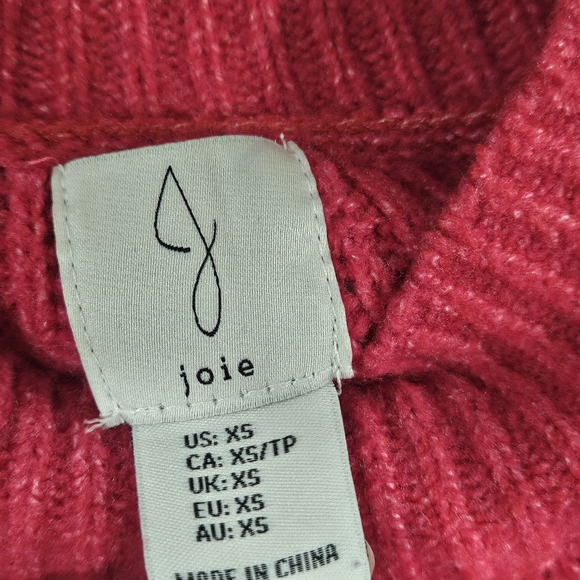 joie
US: XS
CA: XS/TP
UK: XS
EU: XS
AU: XS
MADE IN CHINA